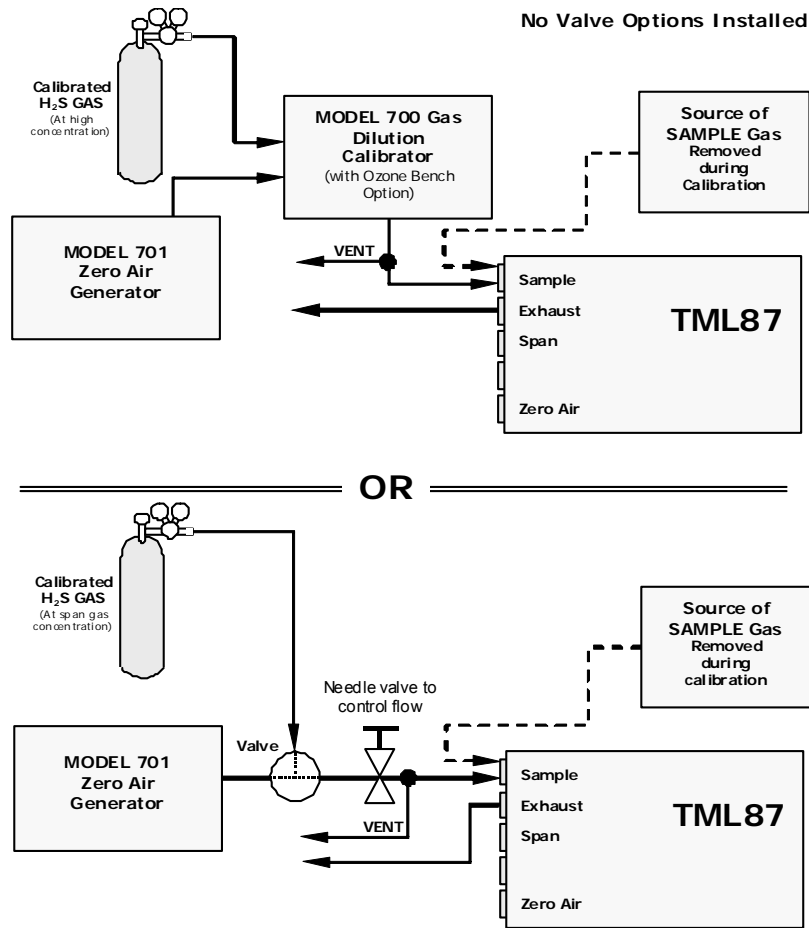 No Valve Options Installed
Calibrated
H₂S GAS
(At high
concentration)
MODEL 700 Gas
Dilution
Calibrator
(with Ozone Bench
Option)
Source of
SAMPLE Gas
Removed
during
Calibration
MODEL 701
Zero Air
Generator
VENT
Sample
Exhaust
Span
Zero Air
TML87
OR
Calibrated
H₂S GAS
(At span gas
concentration)
Source of
SAMPLE Gas
Removed
during
calibration
Needle valve to
control flow
MODEL 701
Zero Air
Generator
Valve
VENT
Sample
Exhaust
Span
Zero Air
TML87